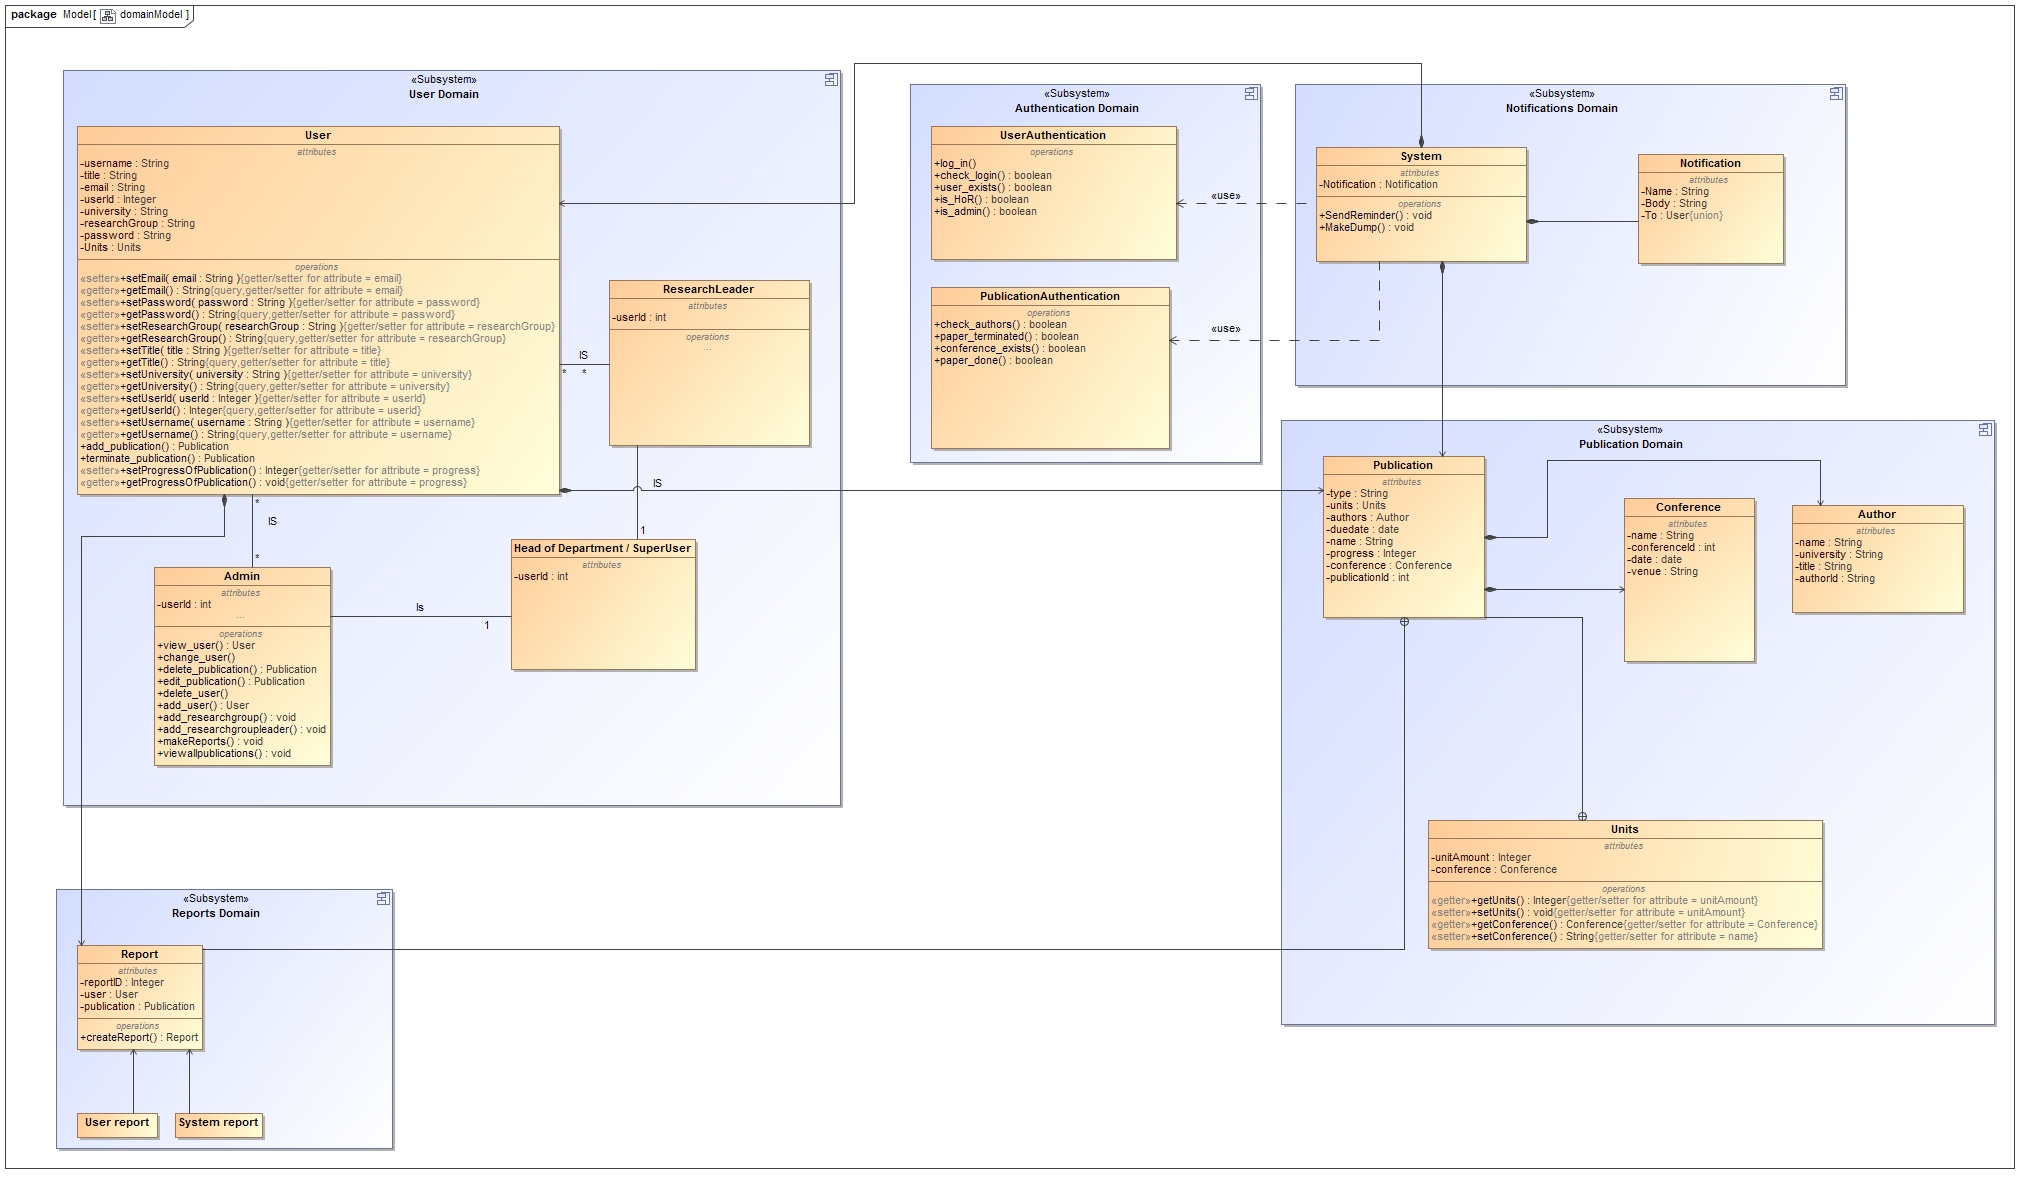 package Model[ domainModel ]
«Subsystem»
User Domain
User
attributes
-username : String
-title : String
-email : String
-userId : Integer
-university : String
-researchGroup : String
-password : String
-Units : Units
operations
«setter»+setEmail( email : String ){getter/setter for attribute = email}
«getter»+getEmail() : String{query,getter/setter for attribute = email}
«setter»+setPassword( password : String ){getter/setter for attribute = password}
«getter»+getPassword() : String{query,getter/setter for attribute = password}
«setter»+setResearchGroup( researchGroup : String ){getter/setter for attribute = researchGroup}
«getter»+getResearchGroup() : String{query,getter/setter for attribute = researchGroup}
«setter»+setTitle( title : String ){getter/setter for attribute = title}
«getter»+getTitle() : String{query,getter/setter for attribute = title}
«setter»+setUniversity( university : String ){getter/setter for attribute = university}
«getter»+getUniversity() : String{query,getter/setter for attribute = university}
«setter»+setUserId( userId : Integer ){getter/setter for attribute = userId}
«getter»+getUserId() : Integer{query,getter/setter for attribute = userId}
«setter»+setUsername( username : String ){getter/setter for attribute = username}
«getter»+getUsername() : String{query,getter/setter for attribute = username}
+add_publication() : Publication
+terminate_publication() : Publication
«setter»+setProgressOfPublication() : Integer{getter/setter for attribute = progress}
«getter»+getProgressOfPublication() : void{getter/setter for attribute = progress}
IS
* *
ResearchLeader
attributes
-userId : int
operations
...
IS
1
*
IS
*
Head of Department / SuperUser
attributes
-userId : int
Admin
attributes
-userId : int
...
operations
+view_user() : User
+change_user()
+delete_publication() : Publication
+edit_publication() : Publication
+delete_user()
+add_user() : User
+add_researchgroup() : void
+add_researchgroupleader() : void
+makeReports() : void
+viewallpublications() : void
Is
1
«Subsystem»
Authentication Domain
UserAuthentication
operations
+log_in()
+check_login() : boolean
+user_exists() : boolean
+is_HoR() : boolean
+is_admin() : boolean
PublicationAuthentication
operations
+check_authors() : boolean
+paper_terminated() : boolean
+conference_exists() : boolean
+paper_done() : boolean
«use»
«use»
«Subsystem»
Notifications Domain
System
attributes
-Notification : Notification
operations
+SendReminder() : void
+MakeDump() : void
Notification
attributes
-Name : String
-Body : String
-To : User{union}
«Subsystem»
Publication Domain
Publication
attributes
-type : String
-units : Units
-authors : Author
-duedate : date
-name : String
-progress : Integer
-conference : Conference
-publicationId : int
Conference
attributes
-name : String
-conferenceId : int
-date : date
-venue : String
Author
attributes
-name : String
-university : String
-title : String
-authorId : String
Units
attributes
-unitAmount : Integer
-conference : Conference
operations
«getter»+getUnits() : Integer{getter/setter for attribute = unitAmount}
«setter»+setUnits() : void{getter/setter for attribute = unitAmount}
«getter»+getConference() : Conference{getter/setter for attribute = Conference}
«setter»+setConference() : String{getter/setter for attribute = name}
«Subsystem»
Reports Domain
Report
attributes
-reportID : Integer
-user : User
-publication : Publication
operations
+createReport() : Report
User report
System report